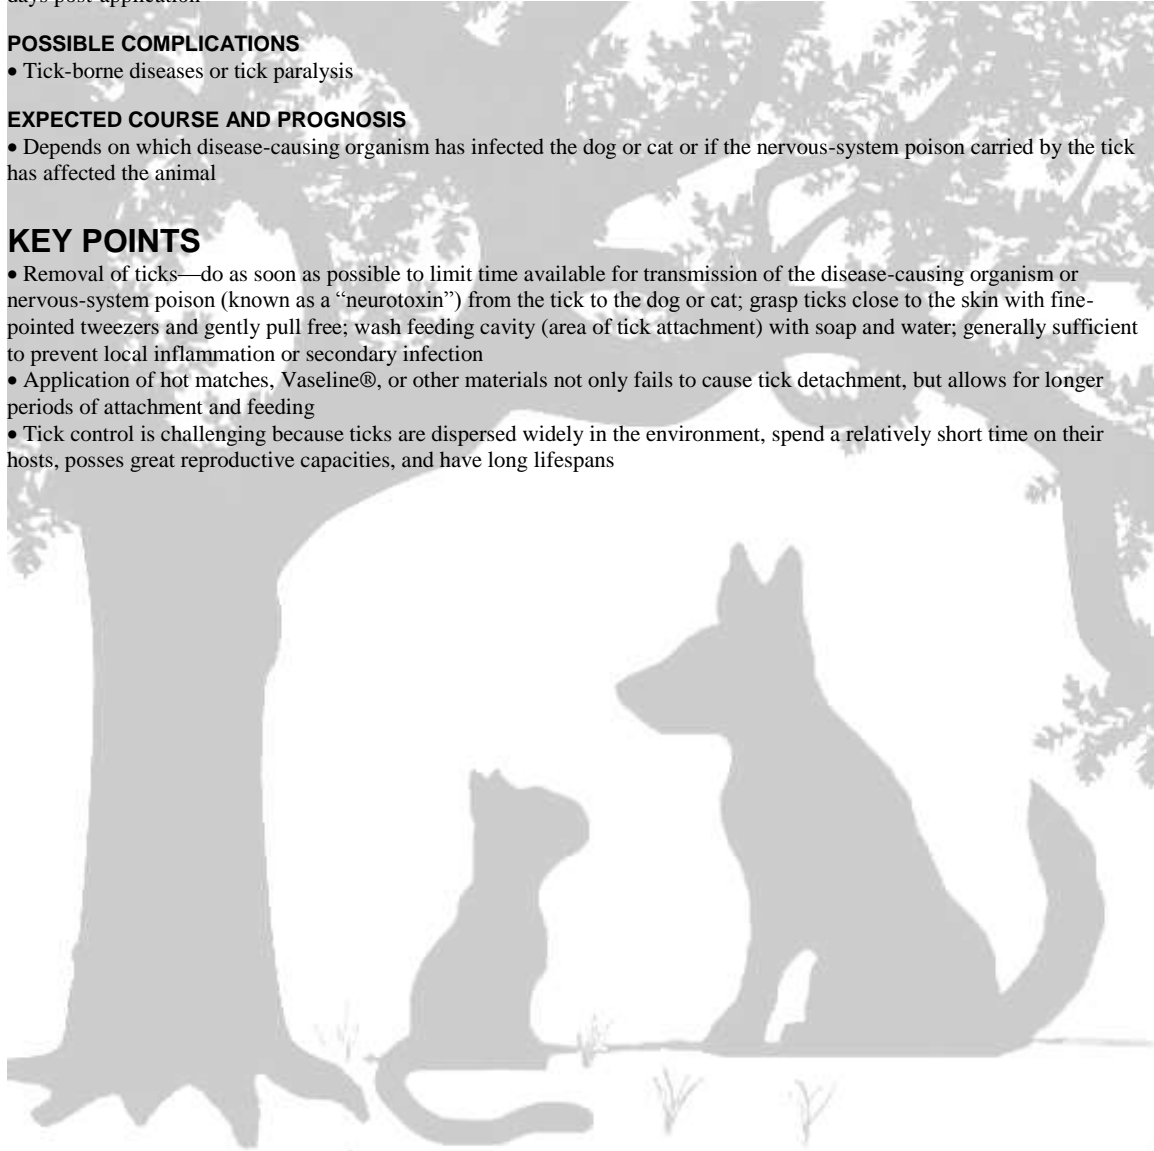 days post-application
POSSIBLE COMPLICATIONS
• Tick-borne diseases or tick paralysis
EXPECTED COURSE AND PROGNOSIS
• Depends on which disease-causing organism has infected the dog or cat or if the nervous-system poison carried by the tick
has affected the animal
KEY POINTS
• Removal of ticks—do as soon as possible to limit time available for transmission of the disease-causing organism or
nervous-system poison (known as a “neurotoxin”) from the tick to the dog or cat; grasp ticks close to the skin with fine-
pointed tweezers and gently pull free; wash feeding cavity (area of tick attachment) with soap and water; generally sufficient
to prevent local inflammation or secondary infection
• Application of hot matches, Vaseline®, or other materials not only fails to cause tick detachment, but allows for longer
periods of attachment and feeding
• Tick control is challenging because ticks are dispersed widely in the environment, spend a relatively short time on their
hosts, posses great reproductive capacities, and have long lifespans